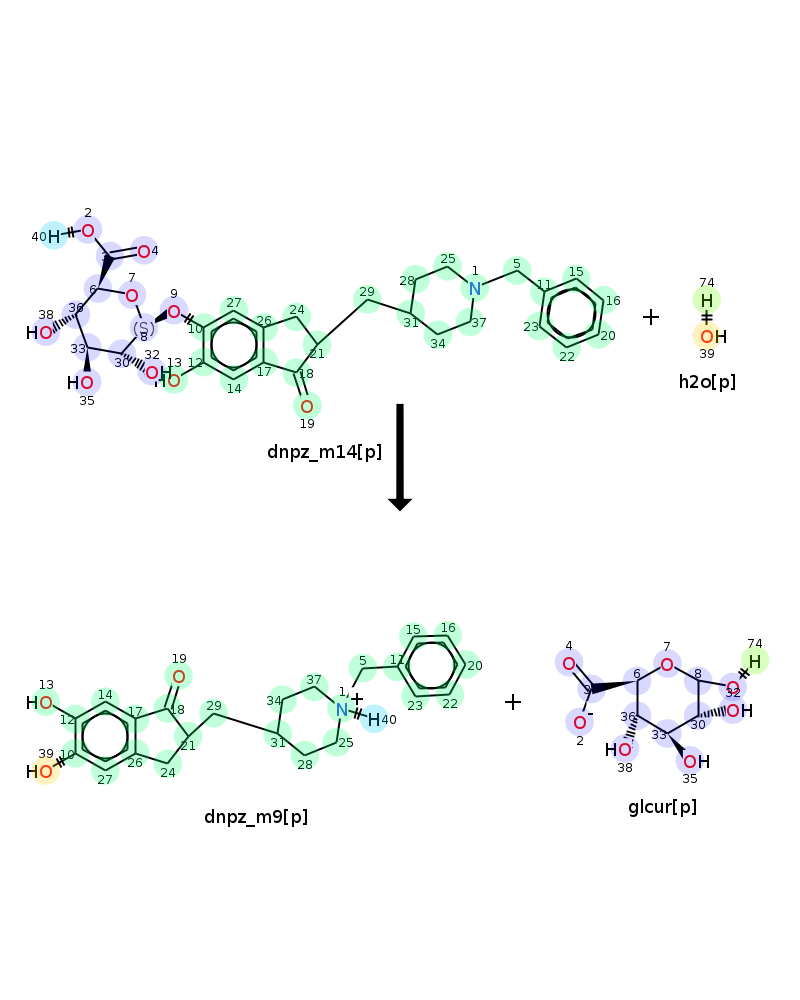 74
H
2
40 H O
3 O 4
7
6 O
9
O
38
36
HO
(S)
8
33
30
32
OH
HO
35
10
27
26
24
13
HO
12
14
17
21
18
O
19
29
25
1
N
28
31
34
37
5
11
15
16
20
22
23
+
OH
39
h2o[p]
dnpz_m14[p]
19
O
13
HO
14
12
17
18
29
39
HO
10
26
21
27
24
34
37
1
N
+
H 40
31
25
28
5
11
15
16
20
22
23
+
4
O
7
O
74
H
3
6
8
O
32
O
-
2
36
30
OH
33
HO
38
OH
35
dnpz_m9[p]
glcur[p]